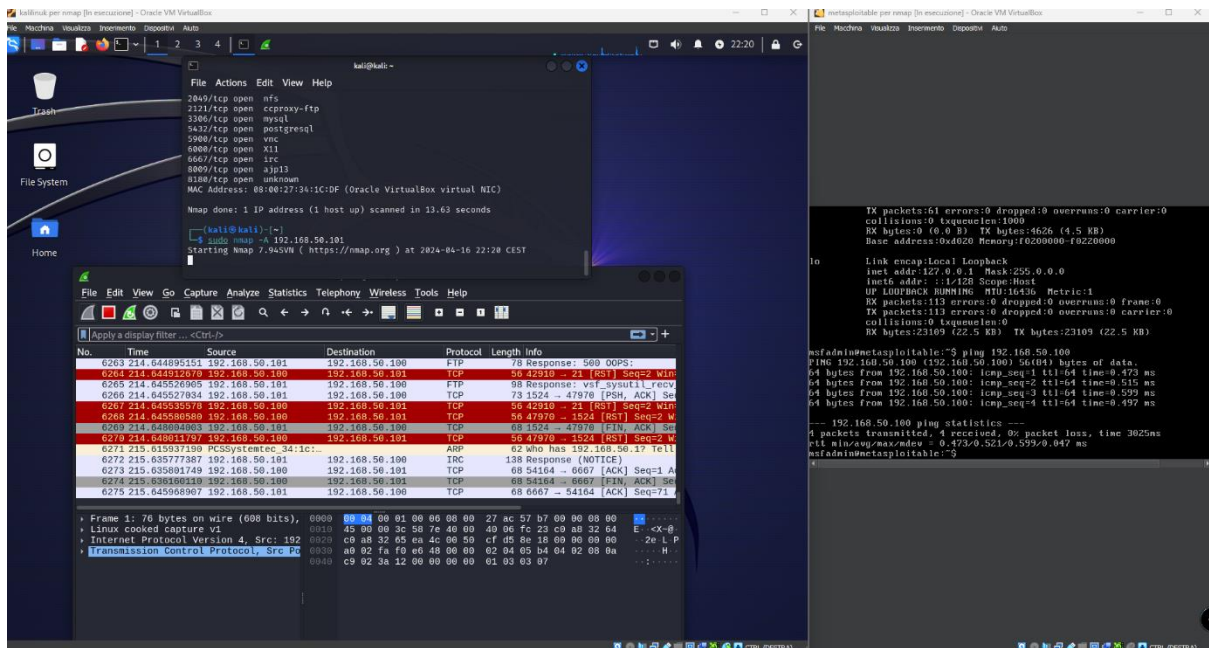 kalilinuk per nmap [In esecuzione] - Oracle VM VirtualBox
File Macchina Visualizza Inserimento Dispositivi Aiuto
1 2 3 4
22:20
Trash
File System
Home
kali@kali: ~
File Actions Edit View Help
2049/tcp open nfs
2121/tcp open ccproxy-ftp
3306/tcp open mysql
5432/tcp open postgresql
5900/tcp open vnc
6000/tcp open X11
6667/tcp open irc
8009/tcp open ajp13
8180/tcp open unknown
MAC Address: 08:00:27:34:1C:DF (Oracle VirtualBox virtual NIC)
Nmap done: 1 IP address (1 host up) scanned in 13.63 seconds
(kali㉿kali)-[~]
$ sudo nmap -A 192.168.50.101
Starting Nmap 7.94SVN ( https://nmap.org ) at 2024-04-16 22:20 CEST
File Edit View Go Capture Analyze Statistics Telephony Wireless Tools Help
Apply a display filter … <Ctrl-/>
No. Time Source Destination Protocol Length Info
6263 214.644895151 192.168.50.101 192.168.50.100 FTP 78 Response: 500 OOPS:
6264 214.644912670 192.168.50.100 192.168.50.101 TCP 56 42910 → 21 [RST] Seq=2 Win=
6265 214.645526905 192.168.50.101 192.168.50.100 FTP 98 Response: vsf_sysutil_recv_
6266 214.645527034 192.168.50.101 192.168.50.100 TCP 73 1524 → 47970 [PSH, ACK] Se
6267 214.645535570 192.168.50.100 192.168.50.101 TCP 56 42910 → 21 [RST] Seq=2 Win=
6268 214.645580580 192.168.50.100 192.168.50.101 TCP 56 47970 → 1524 [RST] Seq=2 W
6269 214.648004003 192.168.50.101 192.168.50.100 TCP 68 1524 → 47970 [FIN, ACK] Se
6270 214.648011797 192.168.50.100 192.168.50.101 TCP 56 47970 → 1524 [RST] Seq=2 W
6271 215.615937190 PCSSystemtec_34:1c:… ARP 62 Who has 192.168.50.1? Tell
6272 215.635777387 192.168.50.101 192.168.50.100 IRC 138 Response (NOTICE)
6273 215.635801749 192.168.50.100 192.168.50.101 TCP 68 54164 → 6667 [ACK] Seq=1 A
6274 215.636160110 192.168.50.100 192.168.50.101 TCP 68 54164 → 6667 [FIN, ACK] Se
6275 215.645968907 192.168.50.101 192.168.50.100 TCP 68 6667 → 54164 [ACK] Seq=71
Frame 1: 76 bytes on wire (608 bits),
Linux cooked capture v1
Internet Protocol Version 4, Src: 192
Transmission Control Protocol, Src Po
0000 00 04 00 01 00 06 08 00 27 ac 57 b7 00 00 08 00
0010 45 00 00 3c 58 7e 40 00 40 06 fc 23 c0 a8 32 64 E··<X~@·
0020 c0 a8 32 65 ea 4c 00 50 cf d5 8e 18 00 00 00 00 ··2e·L·P
0030 a0 02 fa f0 e6 48 00 00 02 04 05 b4 04 02 08 0a ·····H··
0040 c9 02 3a 12 00 00 00 00 01 03 03 07 ··:·····
CTRL (DESTRA)
metasploitable per nmap [In esecuzione] - Oracle VM VirtualBox
File Macchina Visualizza Inserimento Dispositivi Aiuto
TX packets:61 errors:0 dropped:0 overruns:0 carrier:0
collisions:0 txqueuelen:1000
RX bytes:0 (0.0 B) TX bytes:4626 (4.5 KB)
Base address:0xd020 Memory:f0200000-f0220000
lo Link encap:Local Loopback
inet addr:127.0.0.1 Mask:255.0.0.0
inet6 addr: ::1/128 Scope:Host
UP LOOPBACK RUNNING MTU:16436 Metric:1
RX packets:113 errors:0 dropped:0 overruns:0 frame:0
TX packets:113 errors:0 dropped:0 overruns:0 carrier:0
collisions:0 txqueuelen:0
RX bytes:23109 (22.5 KB) TX bytes:23109 (22.5 KB)
msfadmin@metasploitable:~$ ping 192.168.50.100
PING 192.168.50.100 (192.168.50.100) 56(84) bytes of data.
64 bytes from 192.168.50.100: icmp_seq=1 ttl=64 time=0.473 ms
64 bytes from 192.168.50.100: icmp_seq=2 ttl=64 time=0.515 ms
64 bytes from 192.168.50.100: icmp_seq=3 ttl=64 time=0.599 ms
64 bytes from 192.168.50.100: icmp_seq=4 ttl=64 time=0.497 ms
--- 192.168.50.100 ping statistics ---
4 packets transmitted, 4 received, 0% packet loss, time 3025ms
rtt min/avg/max/mdev = 0.473/0.521/0.599/0.047 ms
msfadmin@metasploitable:~$
CTRL (DESTRA)